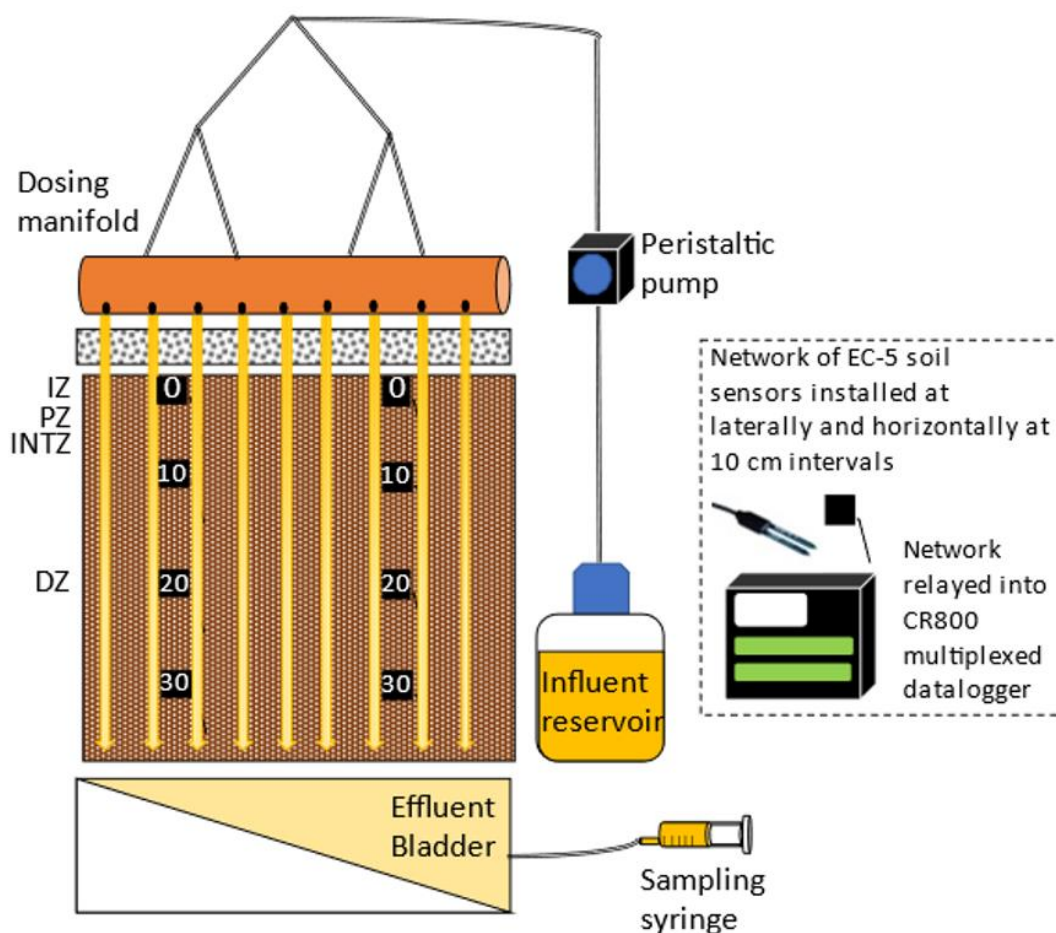 Dosing
manifold
Peristaltic
pump
IZ
PZ
INTZ
DZ
0
0
10
10
20
20
30
30
Influent
reservoir
Network of EC-5 soil
sensors installed at
laterally and horizontally at
10 cm intervals
Network
relayed into
CR800
multiplexed
datalogger
Effluent
Bladder
Sampling
syringe